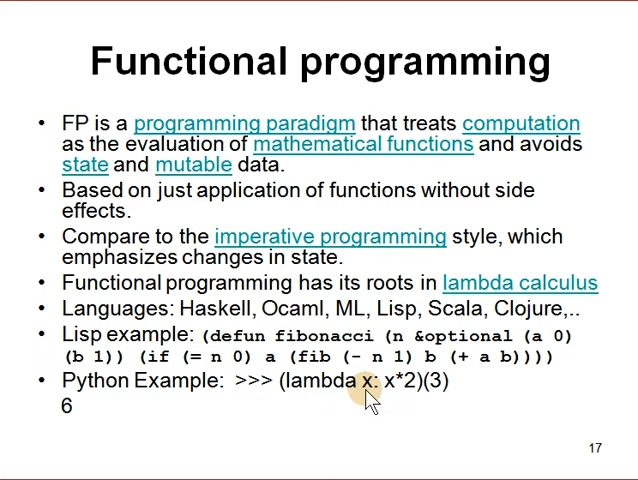 Functional programming
• FP is a programming paradigm that treats computation
as the evaluation of mathematical functions and avoids
state and mutable data.
• Based on just application of functions without side
effects.
• Compare to the imperative programming style, which
emphasizes changes in state.
• Functional programming has its roots in lambda calculus
• Languages: Haskell, Ocaml, ML, Lisp, Scala, Clojure,..
• Lisp example: (defun fibonacci (n &optional (a 0)
(b 1)) (if (= n 0) a (fib (- n 1) b (+ a b))))
• Python Example: >>> (lambda x: x*2)(3)
6
17